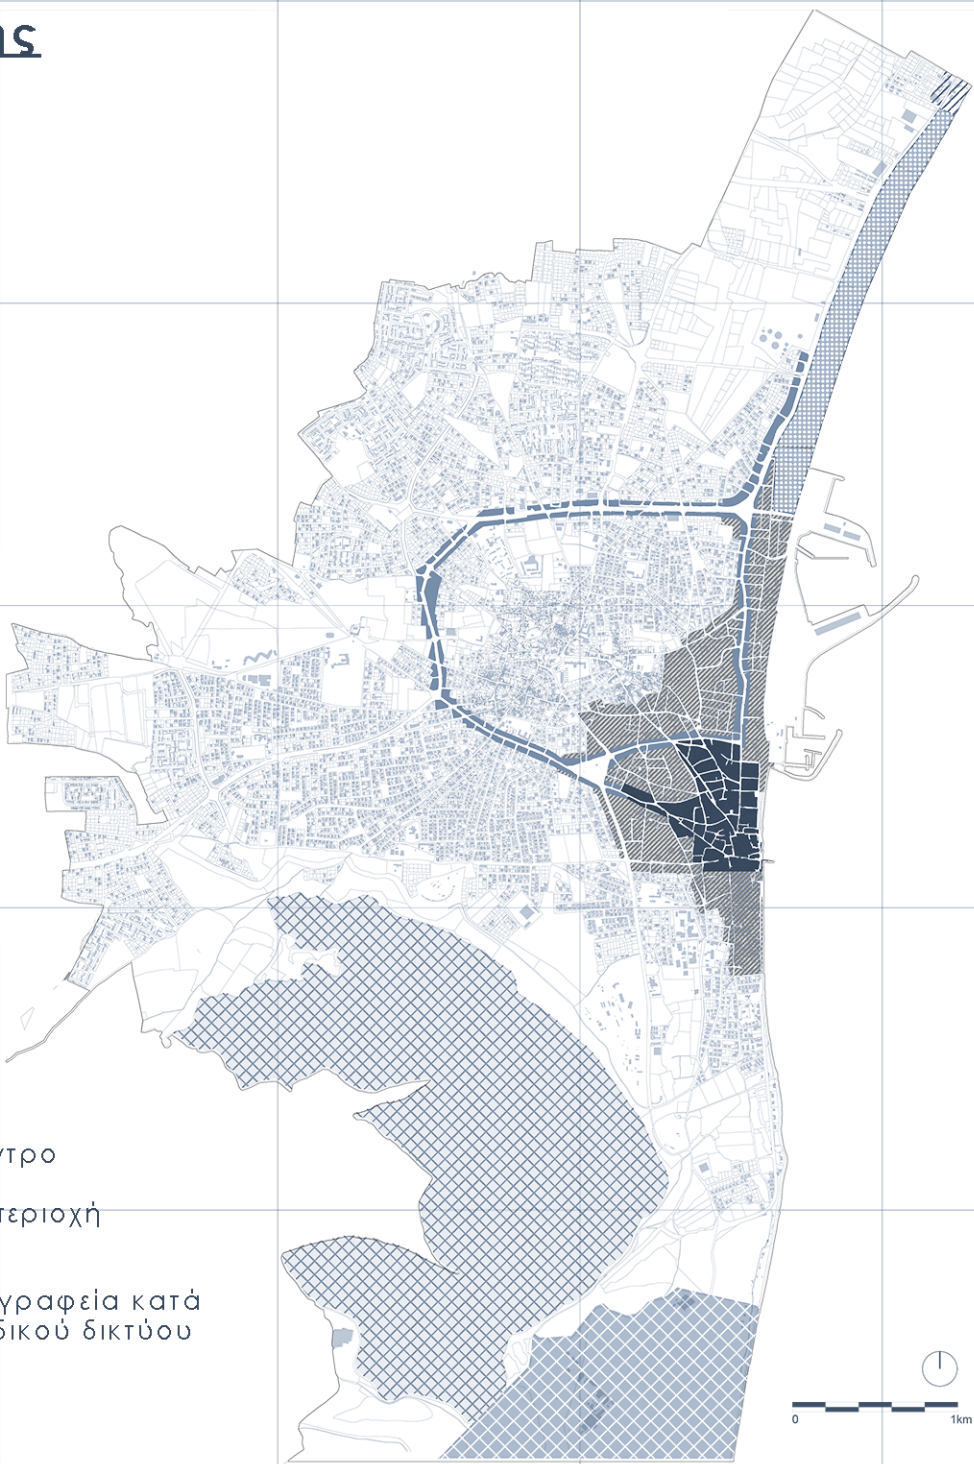 ης
ντρο
περιοχή
γραφεία κατά
δικού δικτύου
0 1km